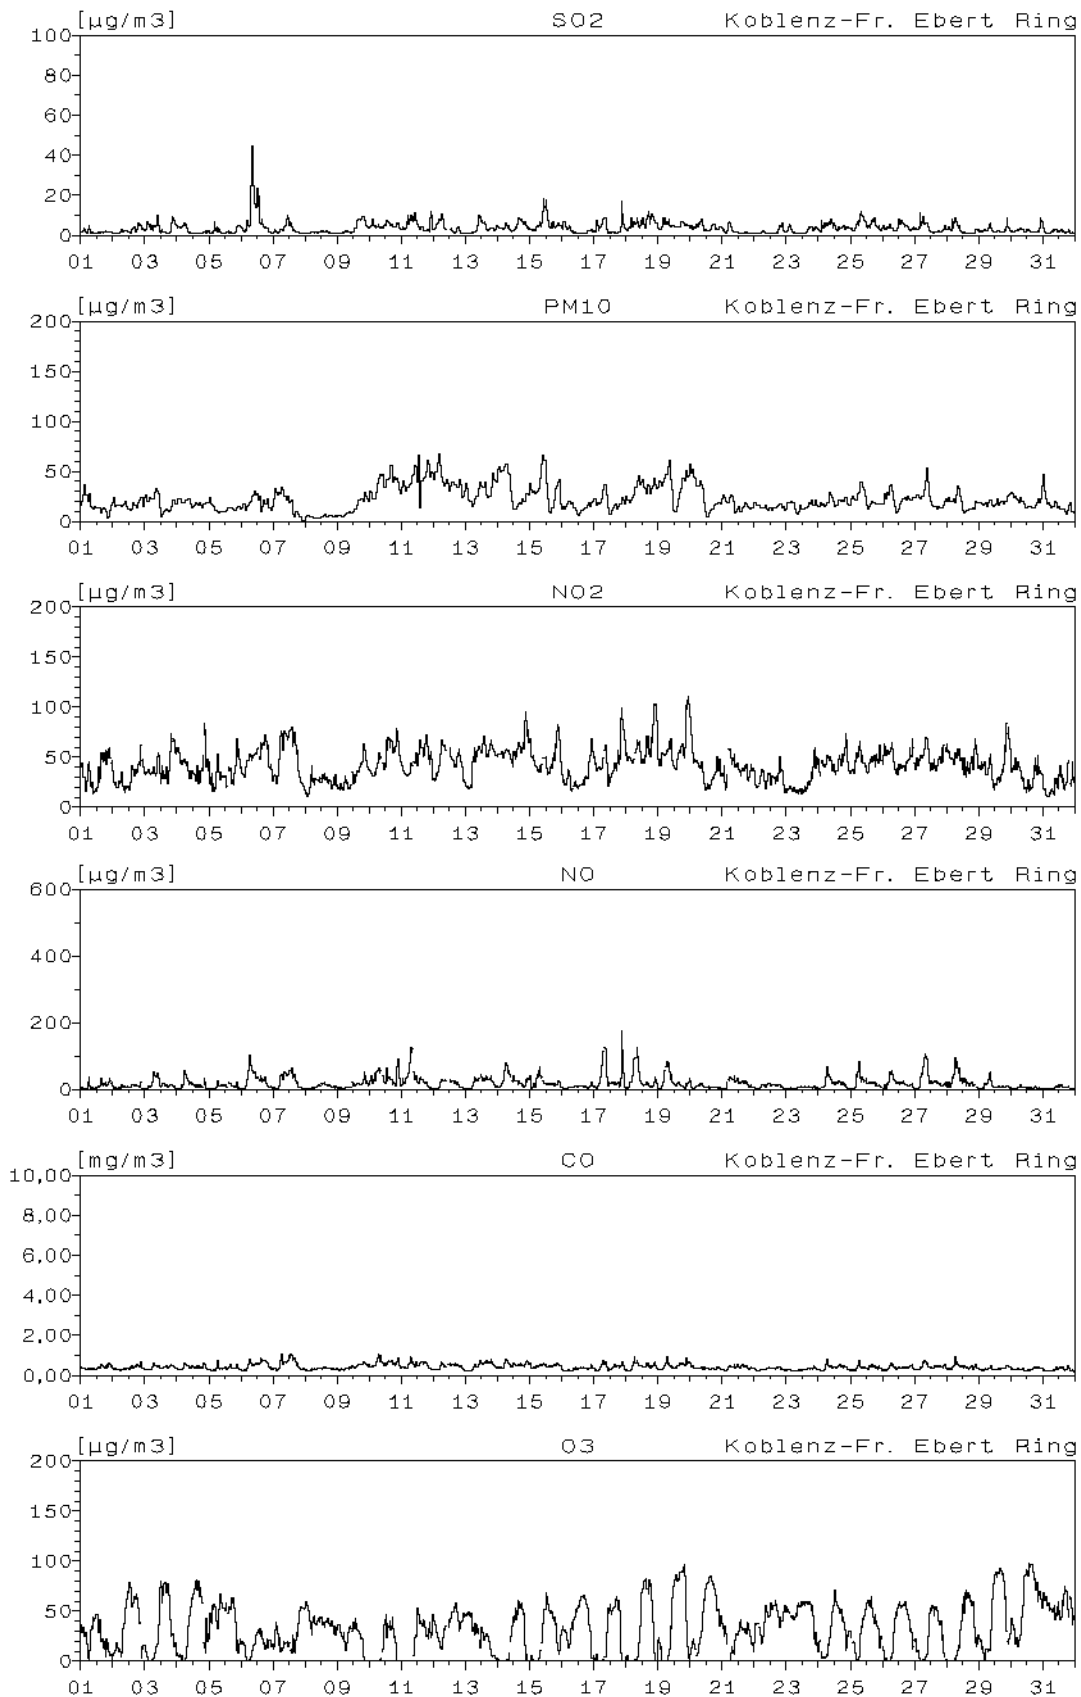 [µg/m3] SO2 Koblenz-Fr. Ebert Ring
100
80
60
40
20
0
01 03 05 07 09 11 13 15 17 19 21 23 25 27 29 31
[µg/m3] PM10 Koblenz-Fr. Ebert Ring
200
150
100
50
0
01 03 05 07 09 11 13 15 17 19 21 23 25 27 29 31
[µg/m3] NO2 Koblenz-Fr. Ebert Ring
200
150
100
50
0
01 03 05 07 09 11 13 15 17 19 21 23 25 27 29 31
[µg/m3] NO Koblenz-Fr. Ebert Ring
600
400
200
0
01 03 05 07 09 11 13 15 17 19 21 23 25 27 29 31
[mg/m3] CO Koblenz-Fr. Ebert Ring
10,00
8,00
6,00
4,00
2,00
0,00
01 03 05 07 09 11 13 15 17 19 21 23 25 27 29 31
[µg/m3] O3 Koblenz-Fr. Ebert Ring
200
150
100
50
0
01 03 05 07 09 11 13 15 17 19 21 23 25 27 29 31